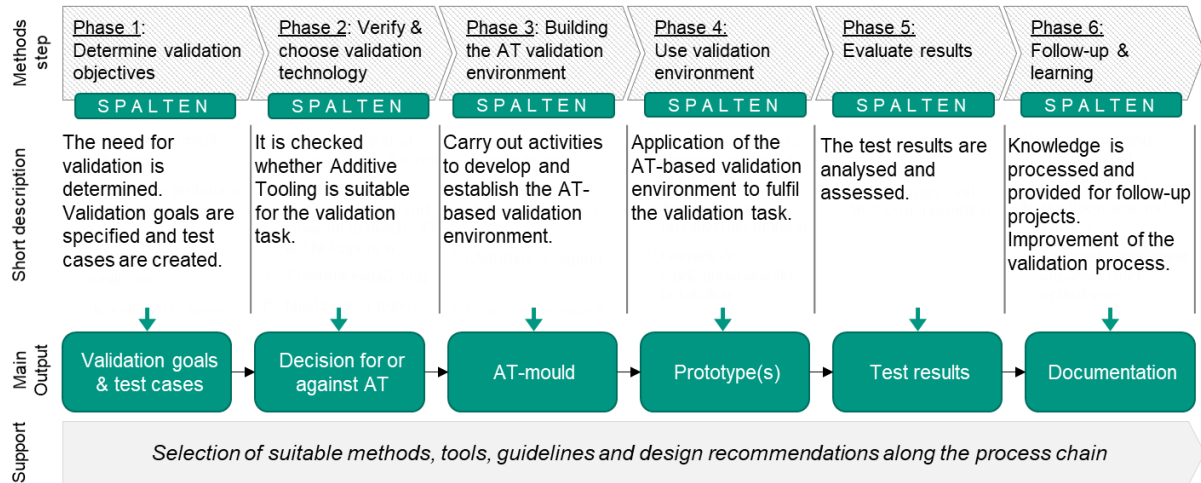 Methods
step
Phase 1:
Determine validation
objectives
Phase 2: Verify &
choose validation
technology
Phase 3: Building
the AT validation
environment
Phase 4:
Use validation
environment
Phase 5:
Evaluate results
Phase 6:
Follow-up &
learning
SPALTEN
SPALTEN
SPALTEN
SPALTEN
SPALTEN
SPALTEN
Short description
The need for
validation is
determined.
Validation goals are
specified and test
cases are created.
It is checked
whether Additive
Tooling is suitable
for the validation
task.
Carry out activities
to develop and
establish the AT-
based validation
environment.
Application of the
AT-based validation
environment to fulfil
the validation task.
The test results are
analysed and
assessed.
Knowledge is
processed and
provided for follow-up
projects.
Improvement of the
validation process.
Main
Output
Validation goals
& test cases
Decision for or
against AT
AT-mould
Prototype(s)
Test results
Documentation
Support
Selection of suitable methods, tools, guidelines and design recommendations along the process chain